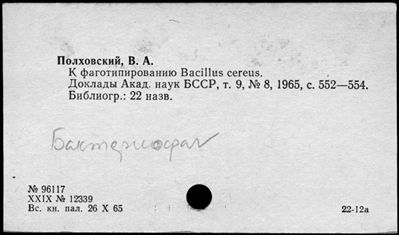 Полховский, В. А.
К фаготипированию Bacillus cereus.
Доклады Акад. наук БССР, т. 9, № 8, 1965, с. 552—554.
Библиогр.: 22 назв.
Бактериофаг
№ 96117
XXIX № 12339
Вс. кн. пал. 26 X 65
22-12а